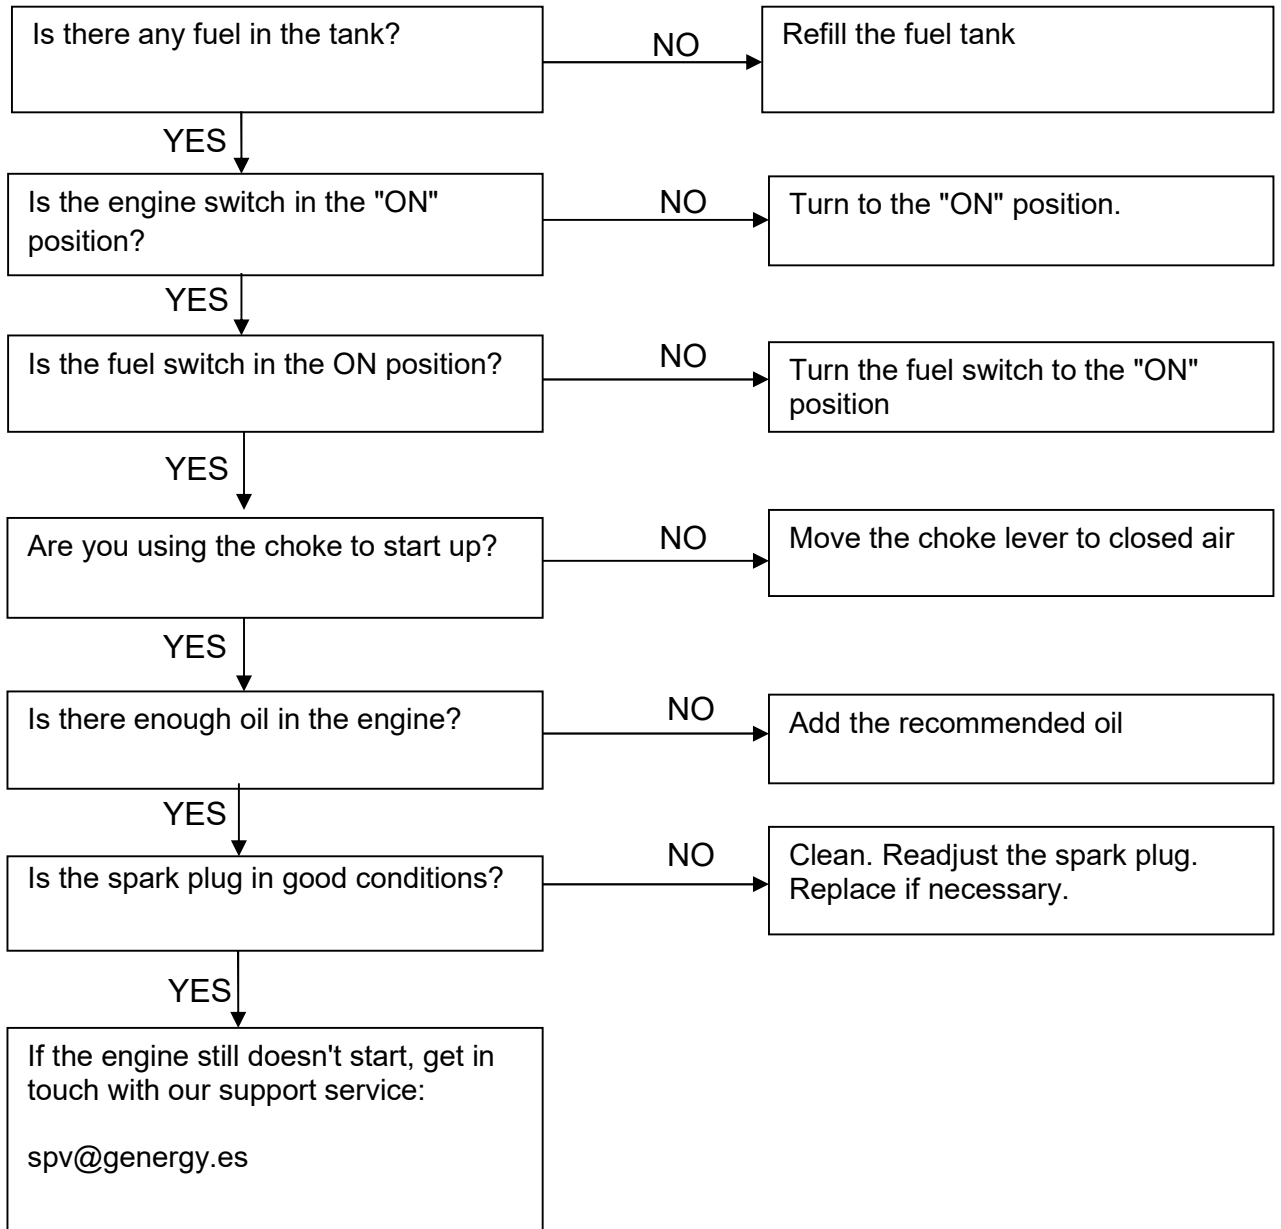 Is there any fuel in the tank?
NO
Refill the fuel tank
YES
Is the engine switch in the "ON"
position?
NO
Turn to the "ON" position.
YES
Is the fuel switch in the ON position?
NO
Turn the fuel switch to the "ON"
position
YES
Are you using the choke to start up?
NO
Move the choke lever to closed air
YES
Is there enough oil in the engine?
NO
Add the recommended oil
YES
Is the spark plug in good conditions?
NO
Clean. Readjust the spark plug.
Replace if necessary.
YES
If the engine still doesn't start, get in
touch with our support service:
spv@genergy.es